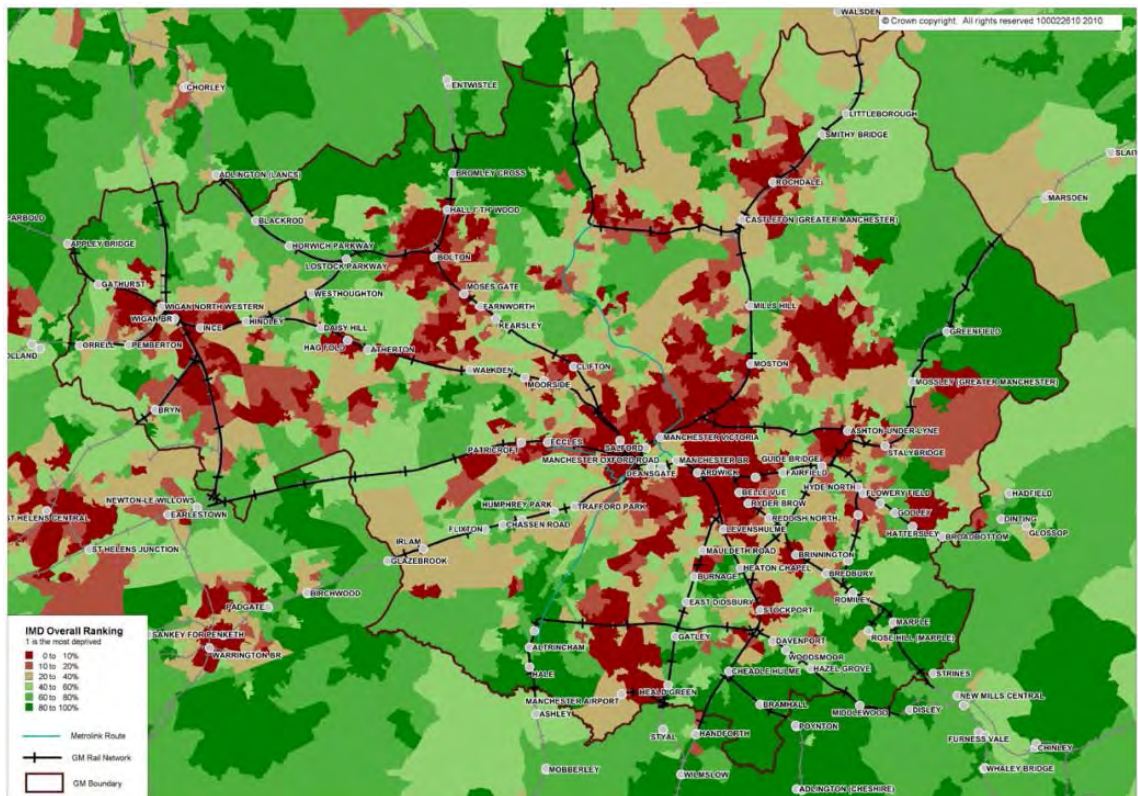 WALSDEN
© Crown copyright. All rights reserved 100022610 2010
CHORLEY
ENTWISTLE
LITTLEBOROUGH
SMITHY BRIDGE
SLAIT
ADLINGTON (LANCS)
BROMLEY CROSS
ROCHDALE
MARSDEN
PARBOLD
BLACKROD
HALL I' TH' WOOD
CASTLETON (GREATER MANCHESTER)
APPLEY BRIDGE
HORWICH PARKWAY
BOLTON
LOSTOCK PARKWAY
GATHURST
WESTHOUGHTON
MOSES GATE
WIGAN NORTH WESTERN
FARNWORTH
MILLS HILL
WIGAN BR
INCE
HINDLEY
DAISY HILL
KEARSLEY
GREENFIELD
OLLAND
ORRELL
PEMBERTON
HAG FOLD
ATHERTON
WALKDEN
MOORSIDE
CLIFTON
MOSTON
MOSSLEY (GREATER MANCHESTER)
BRYN
ASHTON-UNDER-LYNE
PATRICROFT
ECCLES
SALFORD
MANCHESTER VICTORIA
STALYBRIDGE
MANCHESTER OXFORD ROAD
MANCHESTER
GUIDE BRIDGE
DEANSGATE
ARDWICK
FAIRFIELD
NEWTON-LE-WILLOWS
HYDE NORTH
BELLE VUE
FLOWERY FIELD
HADFIELD
ST HELENS CENTRAL
EARLESTOWN
HUMPHREY PARK
TRAFFORD PARK
RYDER BROW
GODLEY
FLIXTON
CHASSEN ROAD
REDDISH NORTH
DINTING
LEVENSHULME
HATTERSLEY
GLOSSOP
ST HELENS JUNCTION
IRLAM
BROADBOTTOM
GLAZEBROOK
MAULDETH ROAD
BRINNINGTON
HEATON CHAPEL
BURNAGE
BREDBURY
BIRCHWOOD
PADGATE
EAST DIDSBURY
ROMILEY
STOCKPORT
MARPLE
SANKEY FOR PENKETH
GATLEY
ROSE HILL (MARPLE)
WARRINGTON BR
ALTRINCHAM
DAVENPORT
WOODSMOOR
HALE
CHEADLE HULME
HAZEL GROVE
STRINES
MANCHESTER AIRPORT
HEALD GREEN
NEW MILLS CENTRAL
ASHLEY
BRAMHALL
MIDDLEWOOD
DISLEY
STYAL
HANDFORTH
POYNTON
FURNESS VALE
CHINLEY
MOBBERLEY
WILMSLOW
WHALEY BRIDGE
ADLINGTON (CHESHIRE)
IMD Overall Ranking
1 is the most deprived
0 to 10%
10 to 20%
20 to 40%
40 to 60%
60 to 80%
80 to 100%
Metrolink Route
GM Rail Network
GM Boundary